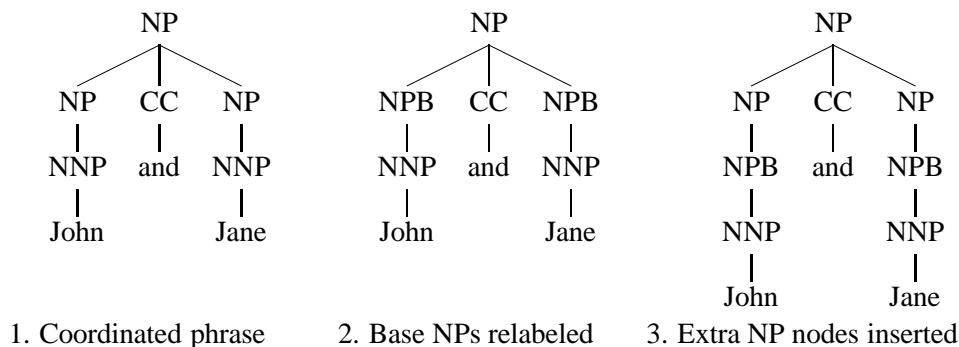 NP NP NP
NP CC NP NPB CC NPB NP CC NP
NNP and NNP NNP and NNP NPB and NPB
John Jane John Jane NNP NNP
John Jane
1. Coordinated phrase 2. Base NPs relabeled 3. Extra NP nodes inserted